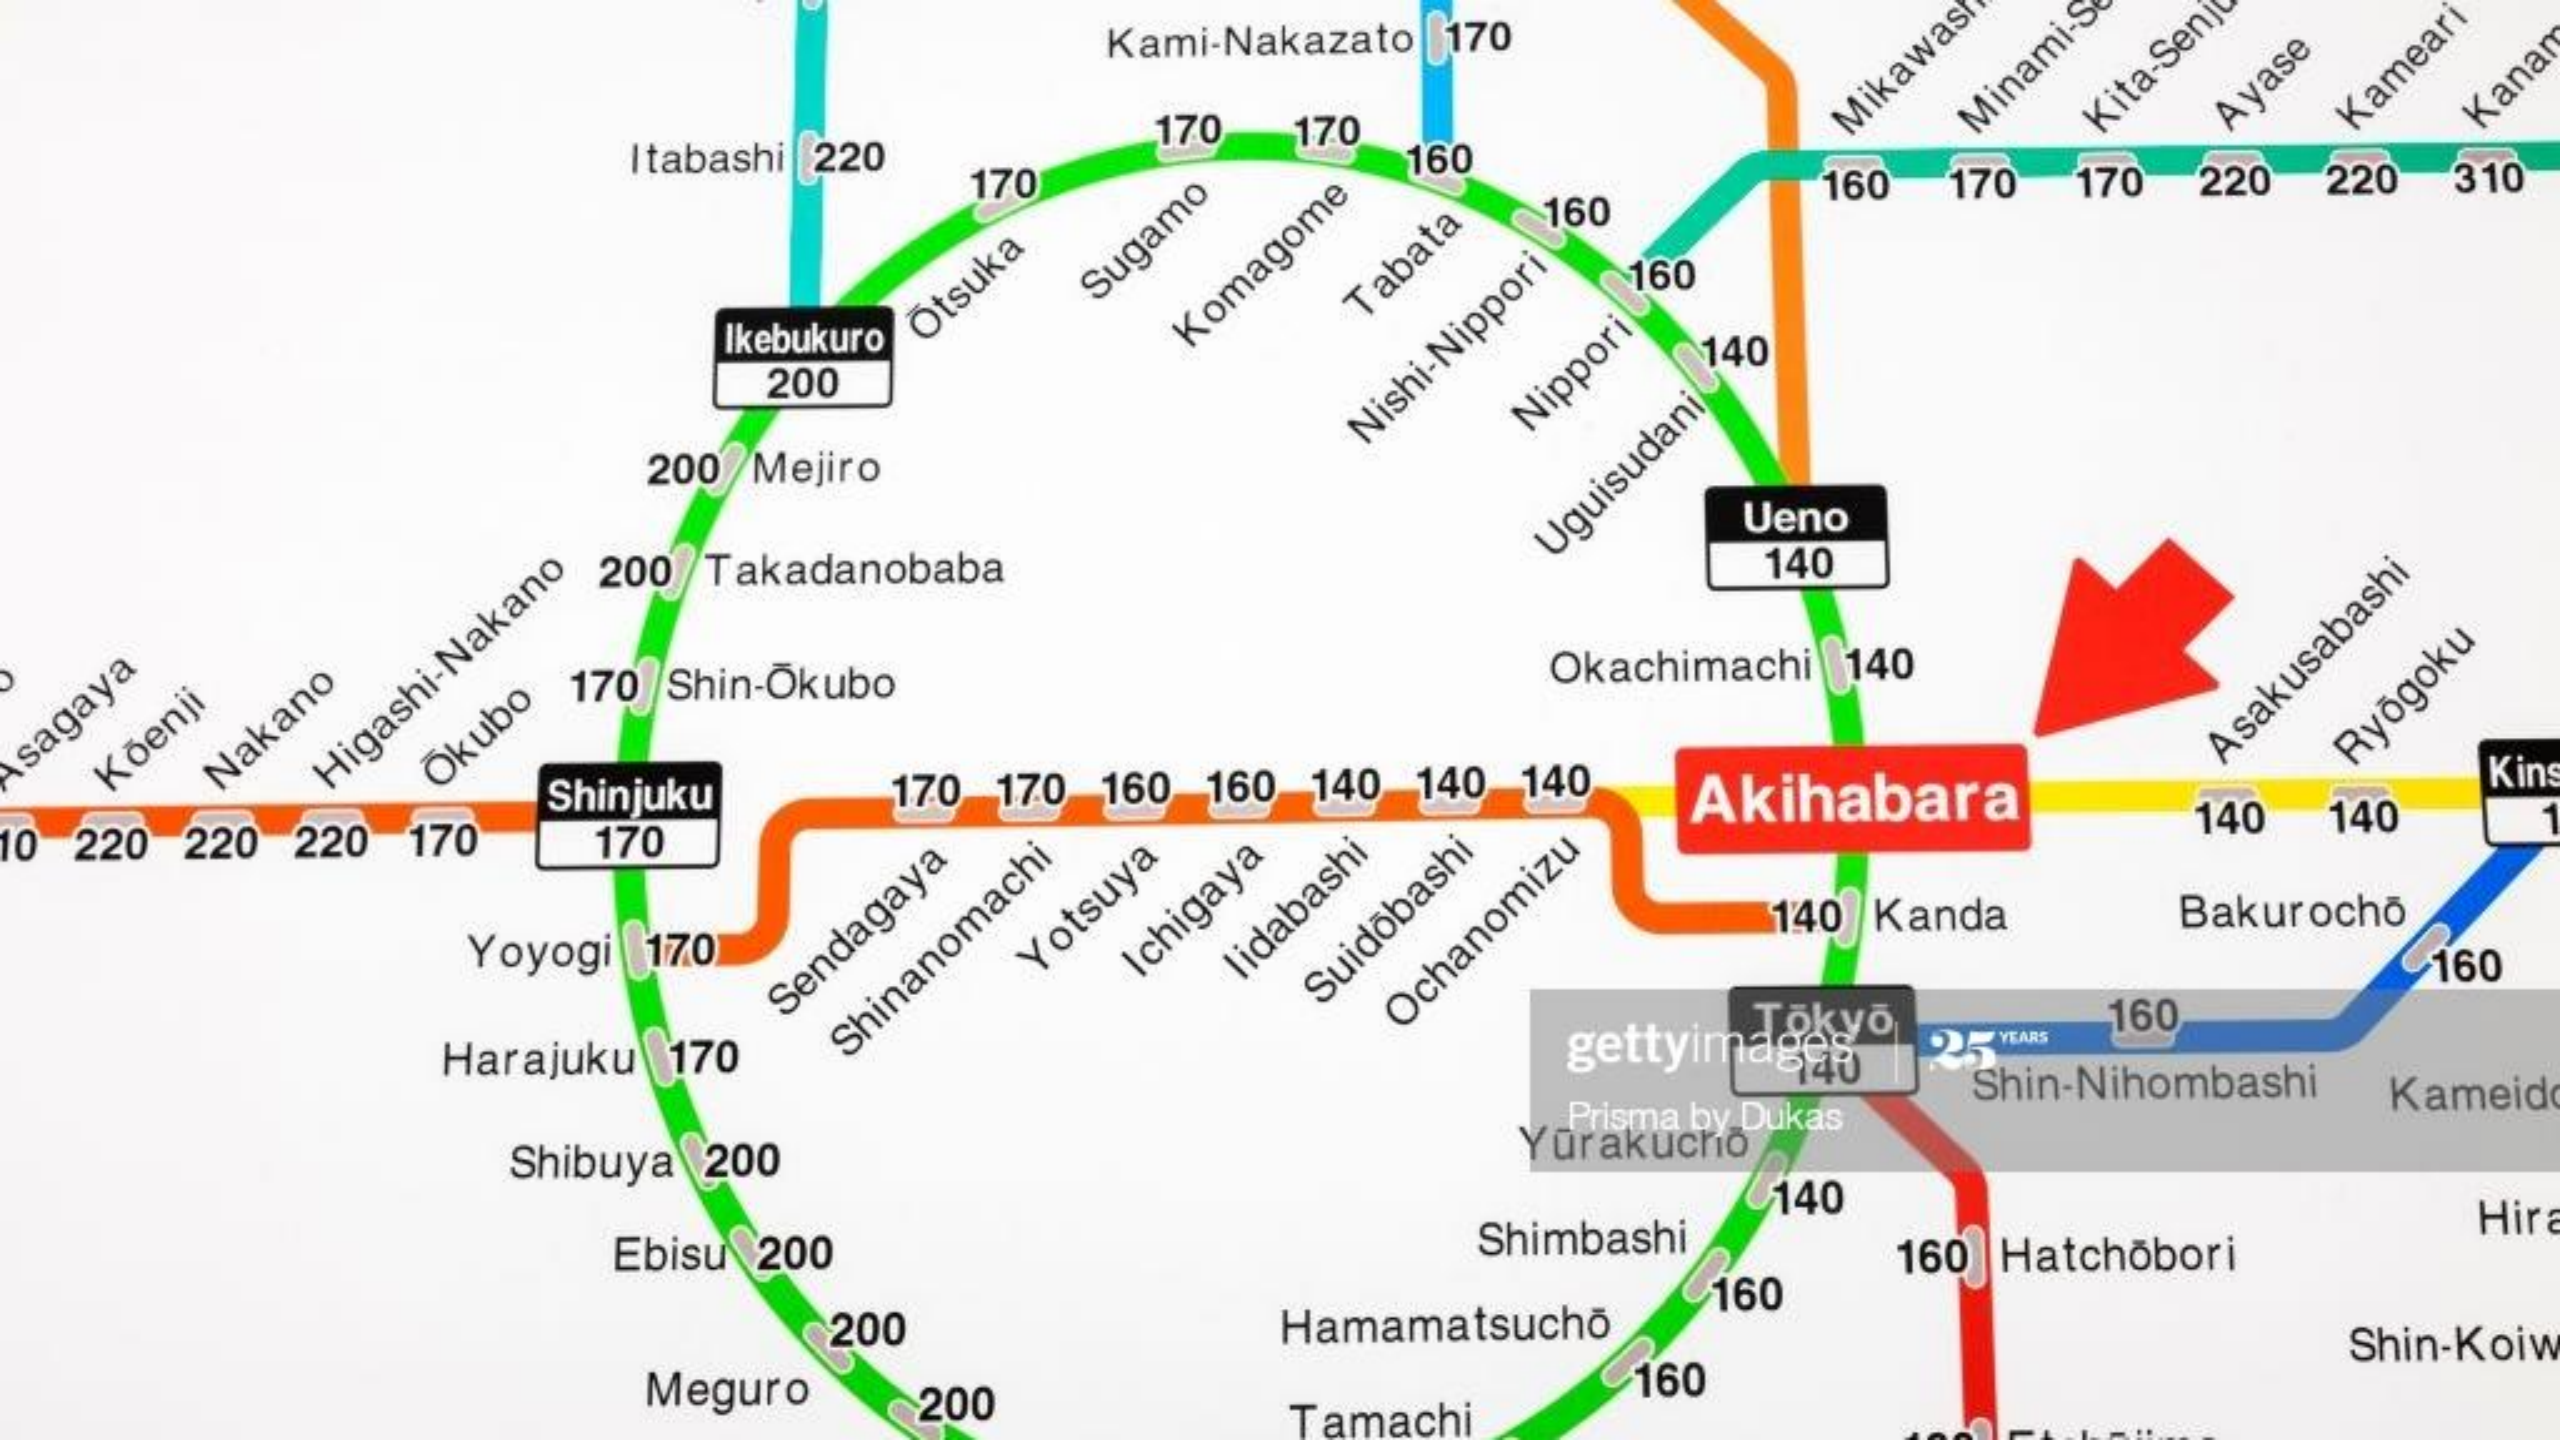 Kami-Nakazato 170
Itabashi 220
170
170
170
160
160
160
140
Ōtsuka
Sugamo
Komagome
Tabata
Nishi-Nippori
Nippori
Uguisudani
Minami-
Kita-Senju
Ayase
Kameari
160
170
170
220
220
310
Ikebukuro
200
200 Mejiro
200 Takadanobaba
170 Shin-Ōkubo
Ueno
140
Okachimachi 140
Asagaya
Kōenji
Nakano
Higashi-Nakano
Ōkubo
220
220
220
170
Shinjuku
170
170
170
160
160
140
140
140
Sendagaya
Shinanomachi
Yotsuya
Ichigaya
Iidabashi
Suidōbashi
Ochanomizu
Akihabara
Asakusabashi
Ryōgoku
140
140
140 Kanda
Bakurochō
160
Yoyogi 170
Harajuku 170
Shibuya 200
Ebisu 200
200
Meguro
200
Tōkyō
140
160
Shin-Nihombashi
gettyimages
25 YEARS
Prisma by Dukas
Yūrakuchō
140
Shimbashi
160
Hamamatsuchō
160
Tamachi
160 Hatchōbori